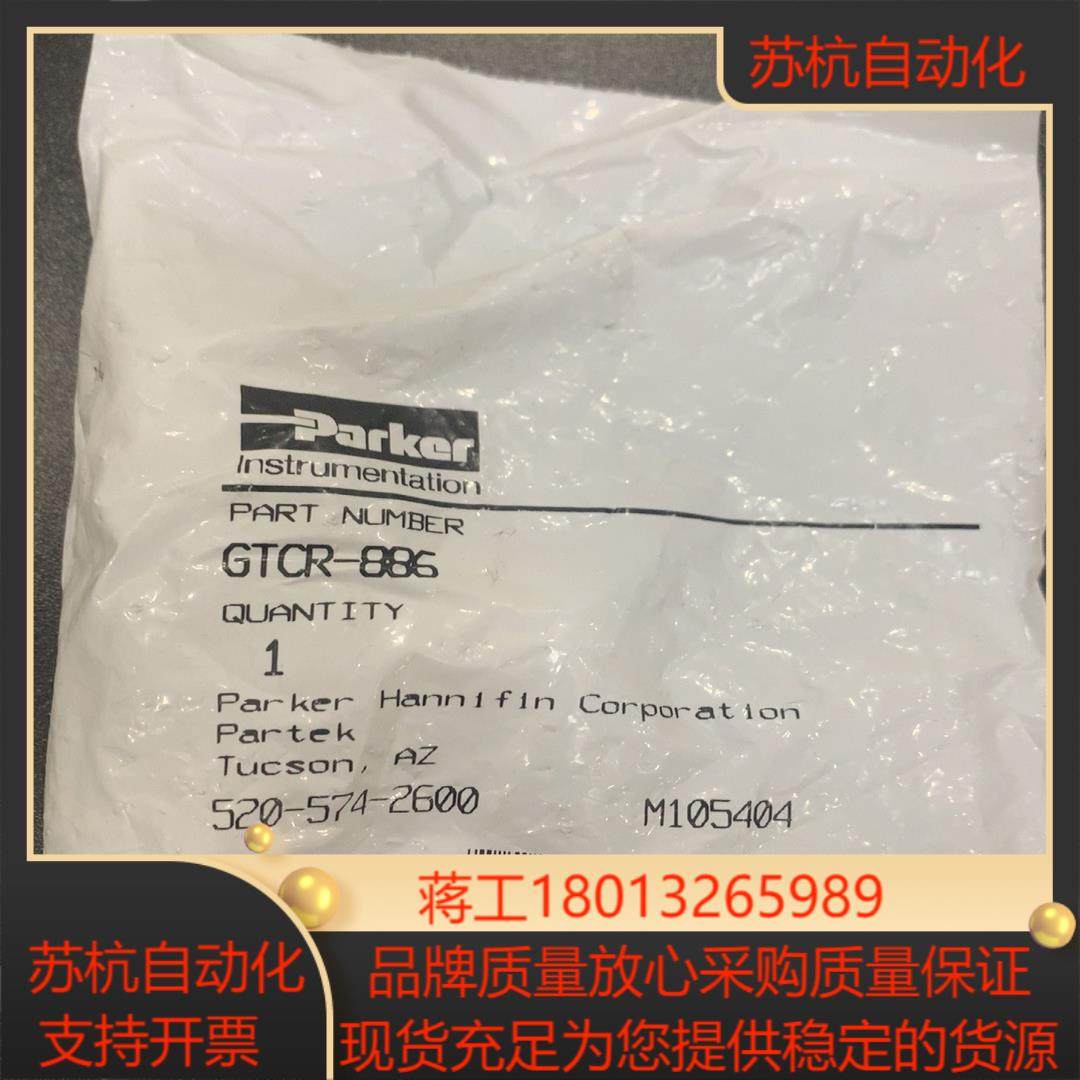 苏杭自动化
Parker
Instrumentation
PART NUMBER
GTCR-886
QUANTITY
1
Parker Hannifin Corporation
Partek
Tucson, AZ
520-574-2600 M105404
蒋工18013265989
苏杭自动化
支持开票
品牌质量放心采购质量保证
现货充足为您提供稳定的货源